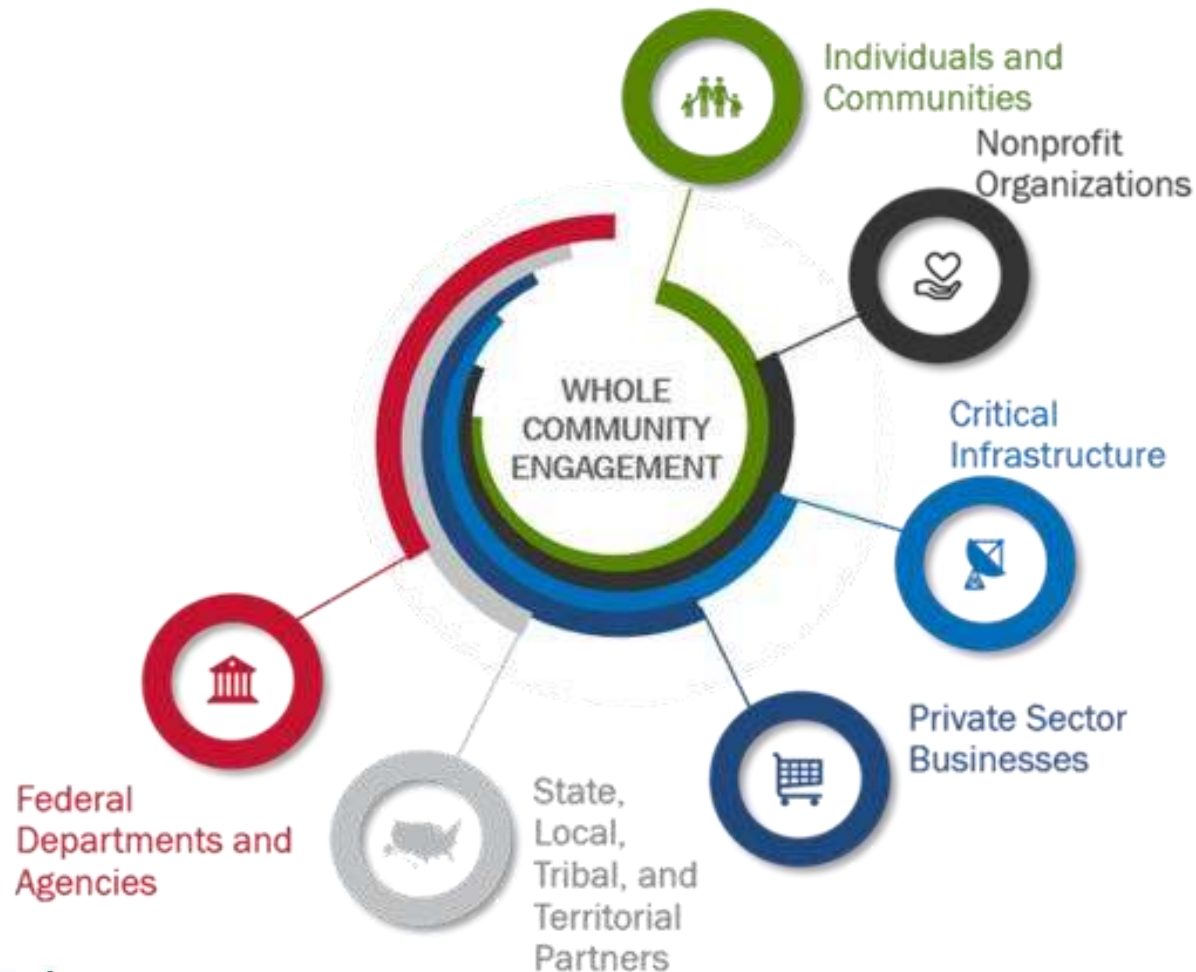 Individuals and
Communities
Nonprofit
Organizations
WHOLE
COMMUNITY
ENGAGEMENT
Critical
Infrastructure
Private Sector
Businesses
State,
Local,
Tribal, and
Territorial
Partners
Federal
Departments and
Agencies